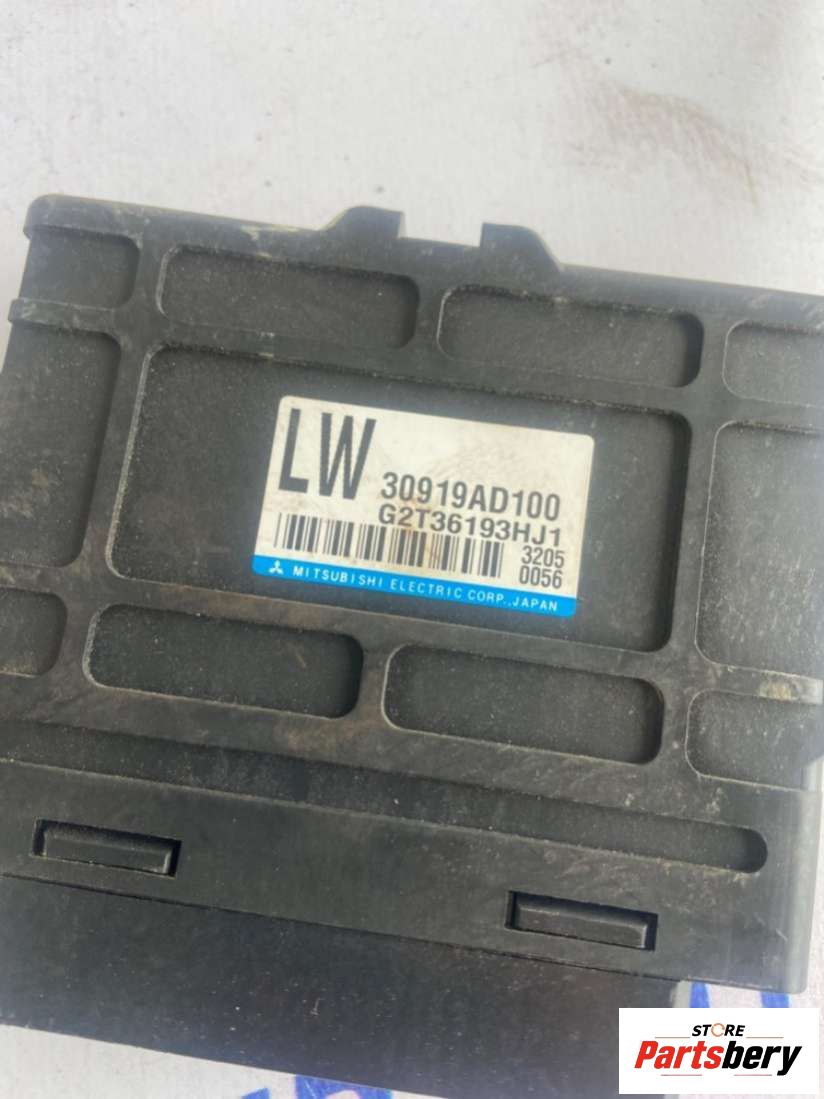 LW 30919AD100
G2T36193HJ1
3205
0056
MITSUBISHI ELECTRIC CORP.,JAPAN
STORE
Partsbery